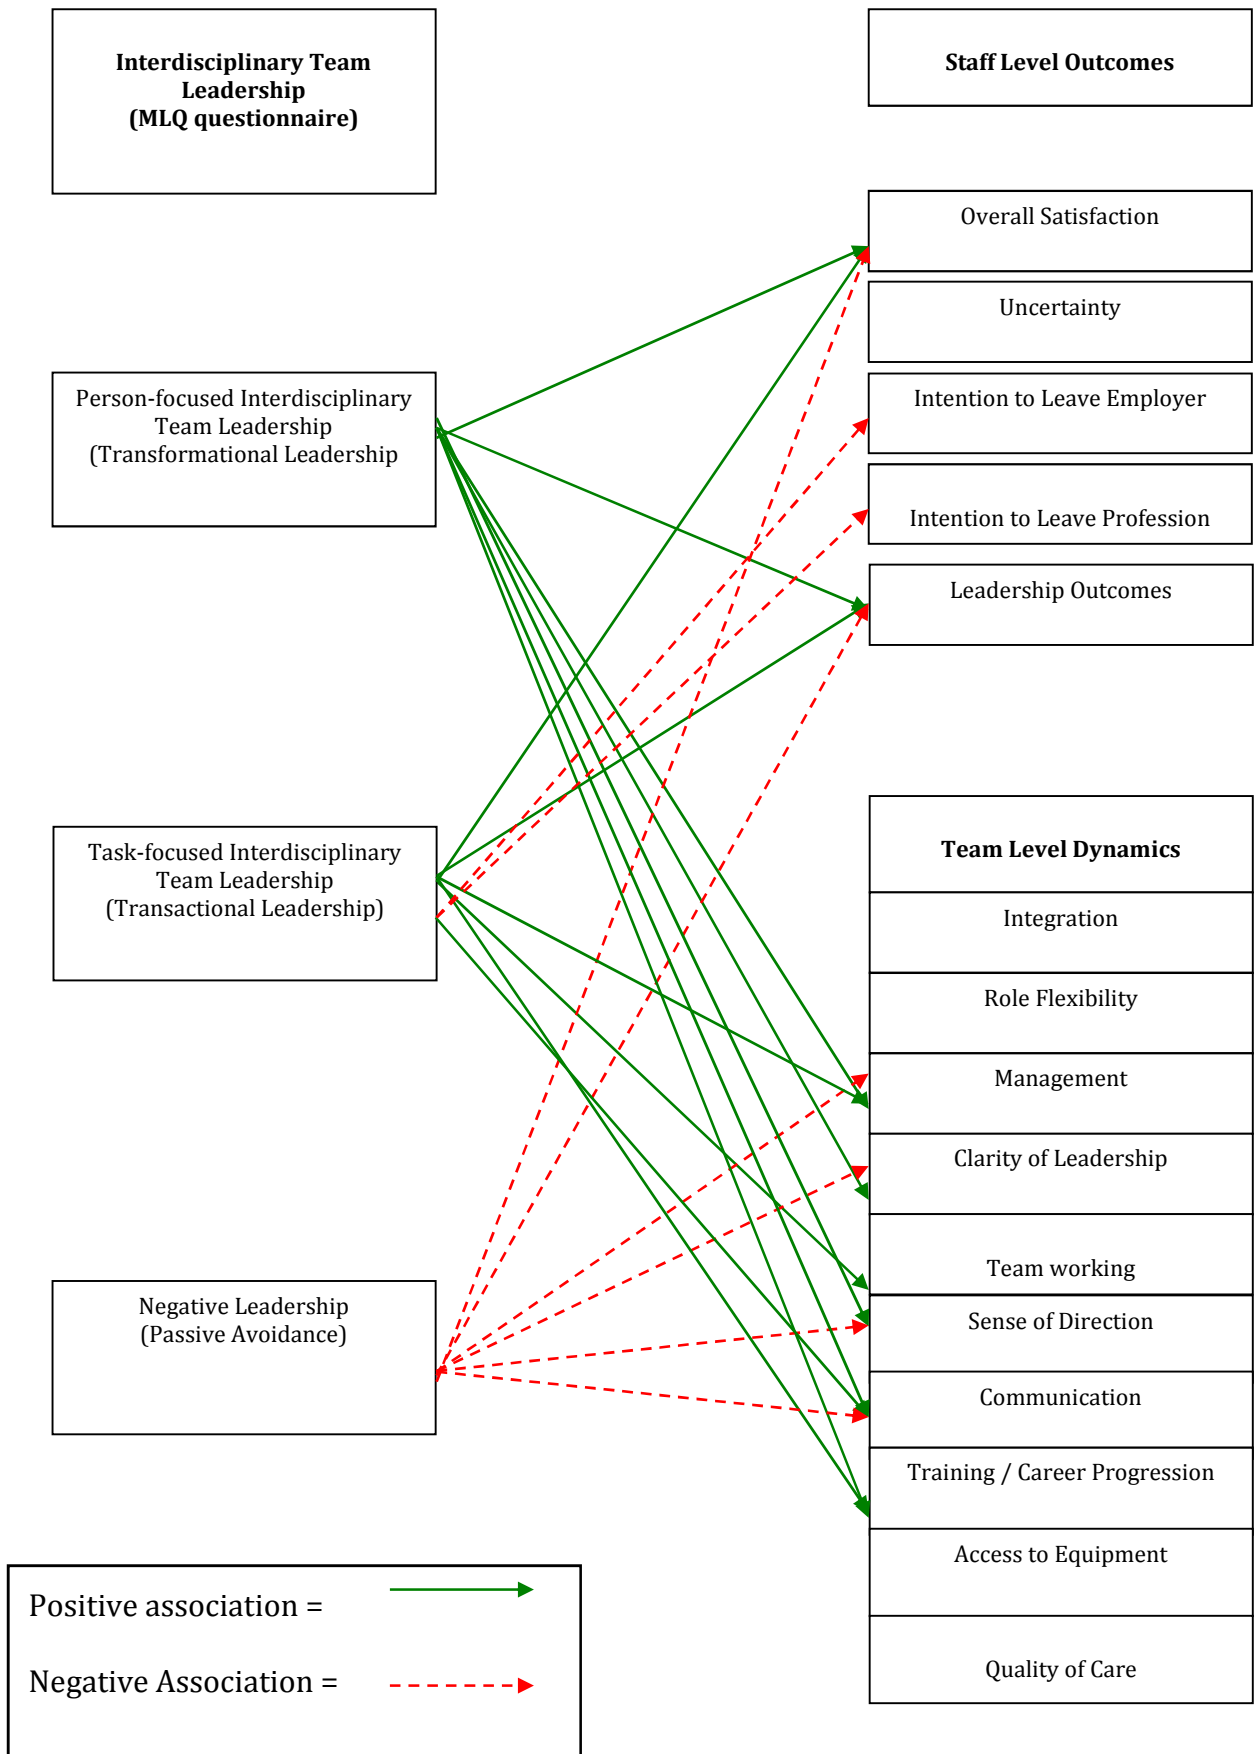 Interdisciplinary Team
Leadership
(MLQ questionnaire)
Staff Level Outcomes
Overall Satisfaction
Uncertainty
Intention to Leave Employer
Intention to Leave Profession
Leadership Outcomes
Person-focused Interdisciplinary
Team Leadership
(Transformational Leadership
Task-focused Interdisciplinary
Team Leadership
(Transactional Leadership)
Team Level Dynamics
Integration
Role Flexibility
Management
Clarity of Leadership
Team working
Sense of Direction
Communication
Training / Career Progression
Access to Equipment
Quality of Care
Negative Leadership
(Passive Avoidance)
Positive association =
Negative Association =